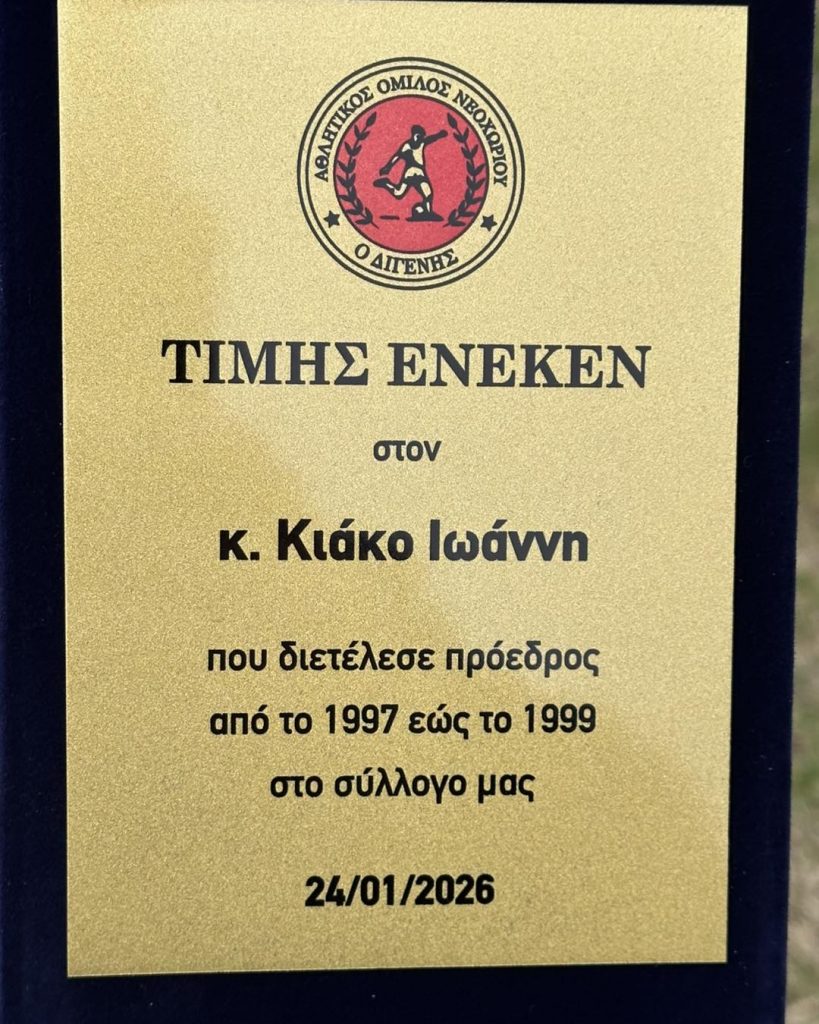 ΑΘΛΗΤΙΚΟΣ ΟΜΙΛΟΣ ΝΕΟΧΩΡΙΟΥ
Ο ΔΙΓΕΝΗΣ
ΤΙΜΗΣ ΕΝΕΚΕΝ
στον
κ. Κιάκο Ιωάννη
που διετέλεσε πρόεδρος
από το 1997 εώς το 1999
στο σύλλογο μας
24/01/2026